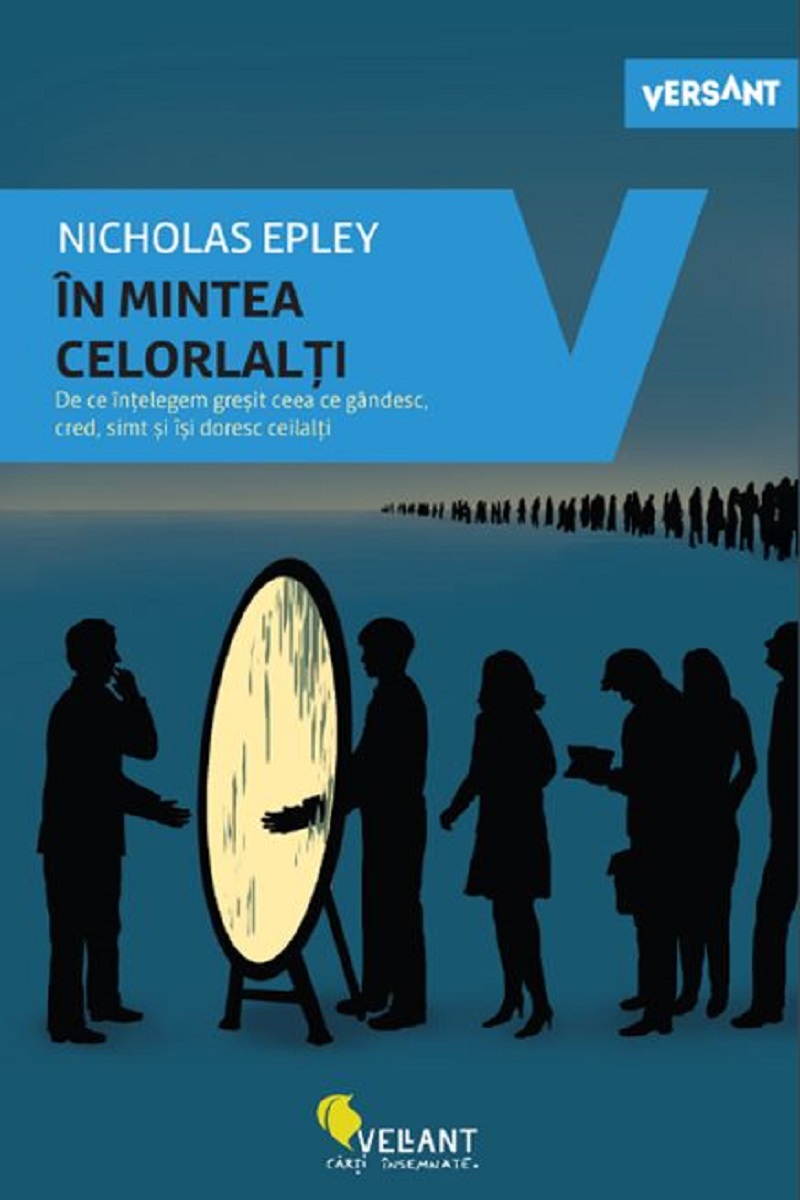 VERSANT
NICHOLAS EPLEY
ÎN MINTEA
CELORLALȚI
De ce înțelegem greșit ceea ce gândesc,
cred, simt și își doresc ceilalți
VELLANT
CĂRȚI ÎNSEMNATE.